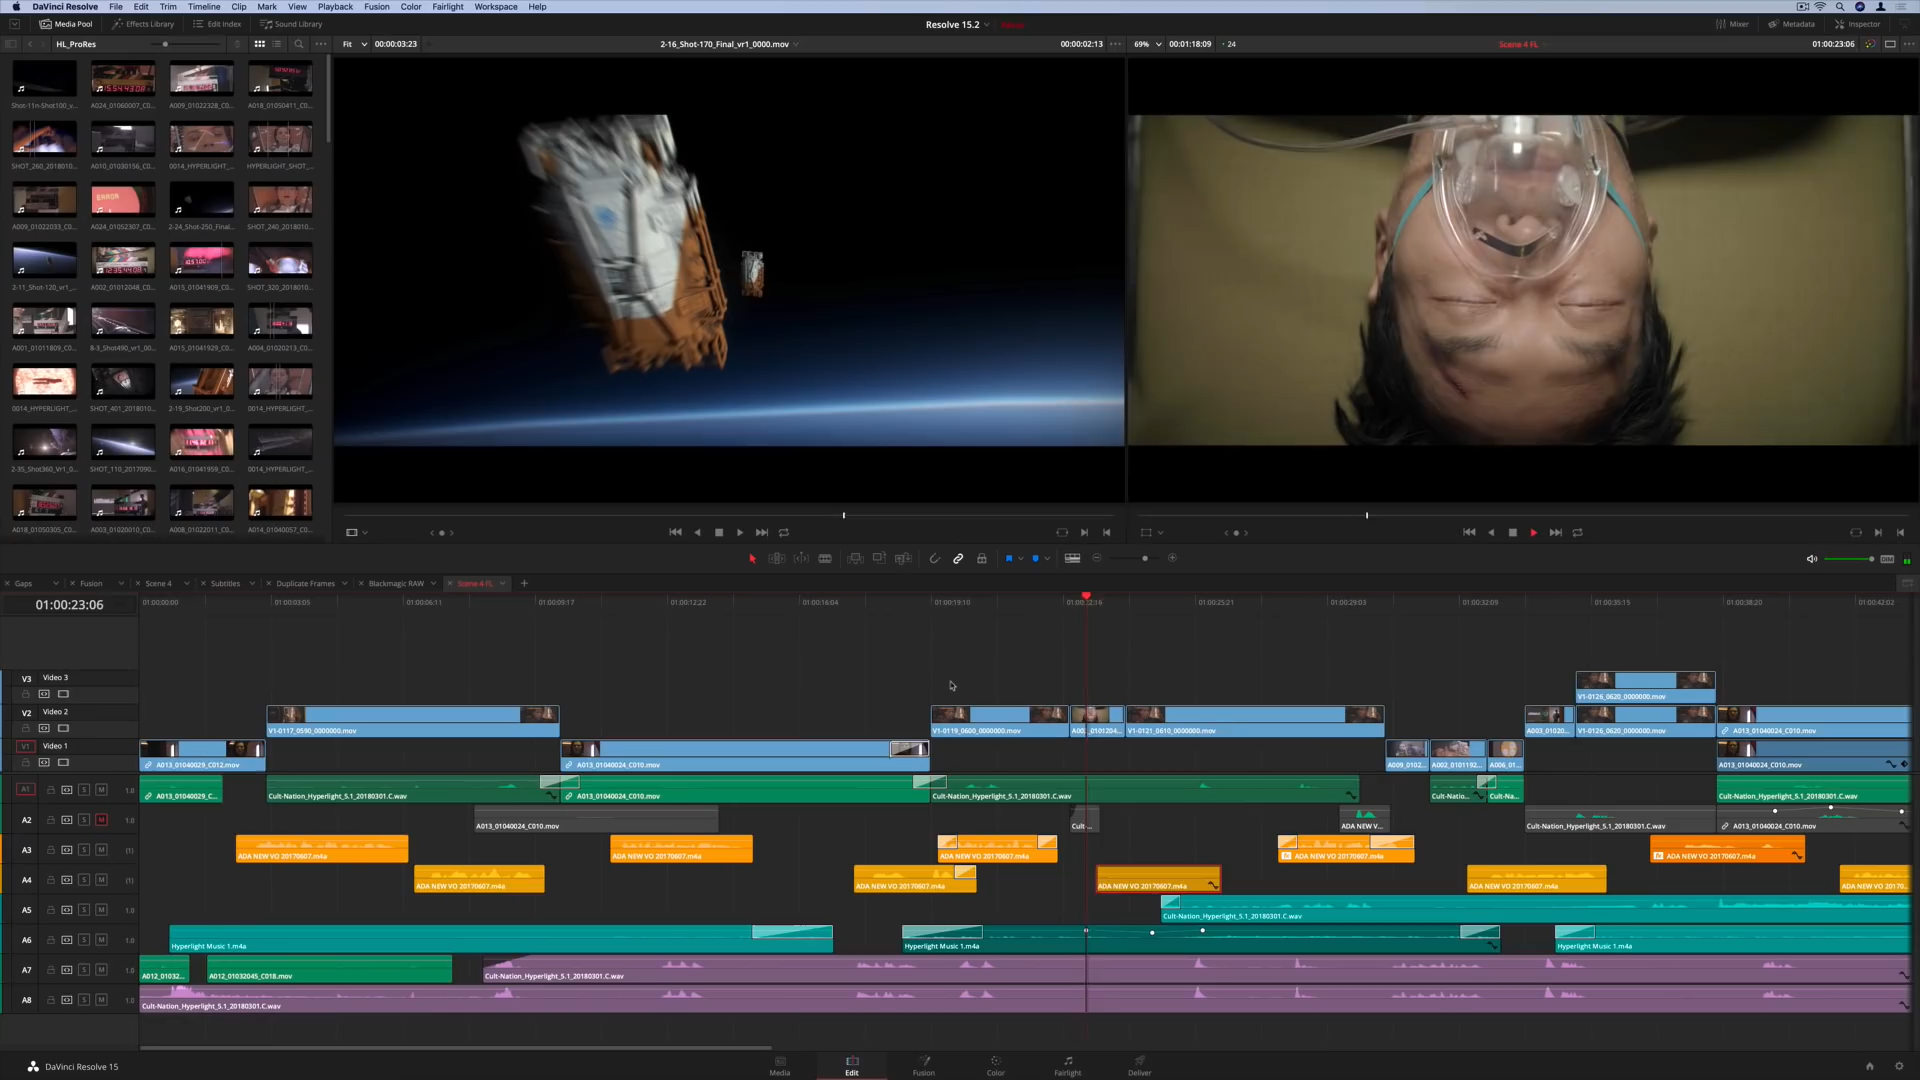 DaVinci Resolve File Edit Trim Timeline Clip Mark View Playback Fusion Color Fairlight Workspace Help
Media Pool Effects Library Edit Index Sound Library Resolve 15.2 Mixer Metadata Inspector
HL_ProRes Fit 00:00:03:23 2-16_Shot-170_Final_vr1_0000.mov 00:00:02:13 69% 00:01:18:09 24 Scene 4 FL 01:00:23:06
Shot-11n-Shot100_v... A024_01060007_C0... A009_01022328_C0... A018_01050411_C0...
SHOT_260_2018010... A010_01030156_C0... 0014_HYPERLIGHT_... HYPERLIGHT_SHOT_...
ERROR
A009_01022033_C0... A024_01052307_C0... 2-24_Shot-250_Final... SHOT_240_2018010...
2-11_Shot-120_vr1_... A002_01012048_C0... A015_01041909_C0... SHOT_320_2018010...
A001_01011809_C0... 8-3_Shot490_vr1_00... A015_01041929_C0... A004_01020213_C0...
0014_HYPERLIGHT_... SHOT_401_2018010... 2-19_Shot200_vr1_0... 0014_HYPERLIGHT_...
2-35_Shot360_Vr1_0... SHOT_110_2017090... A016_01041959_C0... 0014_HYPERLIGHT_...
A018_01050305_C0... A003_01020010_C0... A008_01022011_C0... A014_01040057_C0...
Gaps Fusion Scene 4 Subtitles Duplicate Frames Blackmagic RAW Scene 4 FL
01:00:23:06 01:00:00:00 01:00:03:05 01:00:06:11 01:00:09:17 01:00:12:22 01:00:16:04 01:00:19:10 01:00:22:16 01:00:25:21 01:00:29:03 01:00:32:09 01:00:35:15 01:00:38:20 01:00:42:02
V3 Video 3
V1-0126_0620_0000000.mov
V2 Video 2
V1-0117_0590_0000000.mov V1-0119_0600_0000000.mov V1-0121_0610_0000000.mov A003_01020... V1-0126_0620_0000000.mov A013_01040024_C010.mov
V1 Video 1
A013_01040029_C012.mov A013_01040024_C010.mov A009_0102... A002_0101192... A006_01... A013_01040024_C010.mov
A1 S M 1.0 A013_01040029_C... Cult-Nation_Hyperlight_5.1_20180301.C.wav A013_01040024_C010.mov Cult-Nation_Hyperlight_5.1_20180301.C.wav Cult-Natio... Cult-Na... Cult-Nation_Hyperlight_5.1_20180301.C.wav
A2 S M 1.0 A013_01040024_C010.mov Cult-... ADA NEW V... Cult-Nation_Hyperlight_5.1_20180301.C.wav A013_01040024_C010.mov
A3 S M ADA NEW VO 20170607.m4a ADA NEW VO 20170607.m4a ADA NEW VO 20170607.m4a fx ADA NEW VO 20170607.m4a fx ADA NEW VO 20170607.m4a
A4 S M ADA NEW VO 20170607.m4a ADA NEW VO 20170607.m4a ADA NEW VO 20170607.m4a ADA NEW VO 20170607.m4a ADA NEW VO 20170...
A5 S M 1.0 Cult-Nation_Hyperlight_5.1_20180301.C.wav
A6 S M 1.0 Hyperlight Music 1.m4a Hyperlight Music 1.m4a Hyperlight Music 1.m4a
A7 S M 1.0 A012_01032... A012_01032045_C018.mov Cult-Nation_Hyperlight_5.1_20180301.C.wav
A8 S M 1.0 Cult-Nation_Hyperlight_5.1_20180301.C.wav
DaVinci Resolve 15 Media Edit Fusion Color Fairlight Deliver